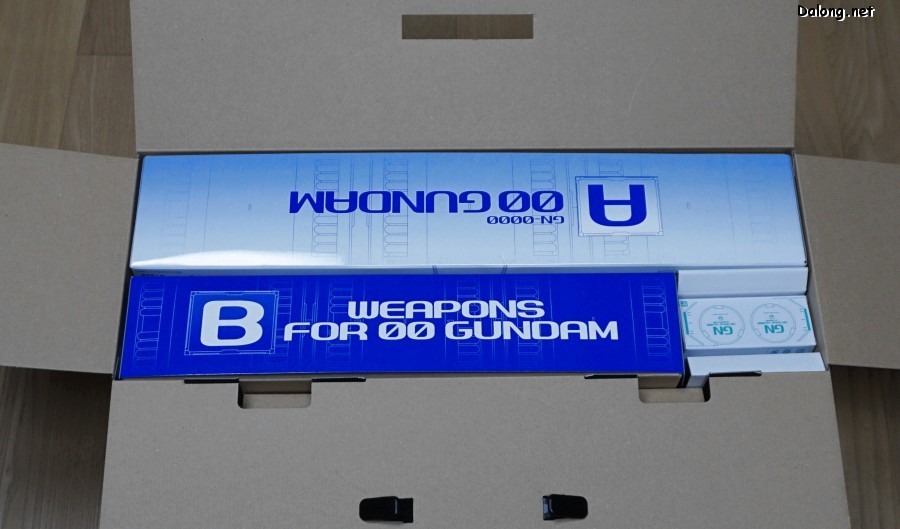 Dalong.net
A
00 GUNDAM
GN-0000
B
WEAPONS
FOR 00 GUNDAM
GN
GN